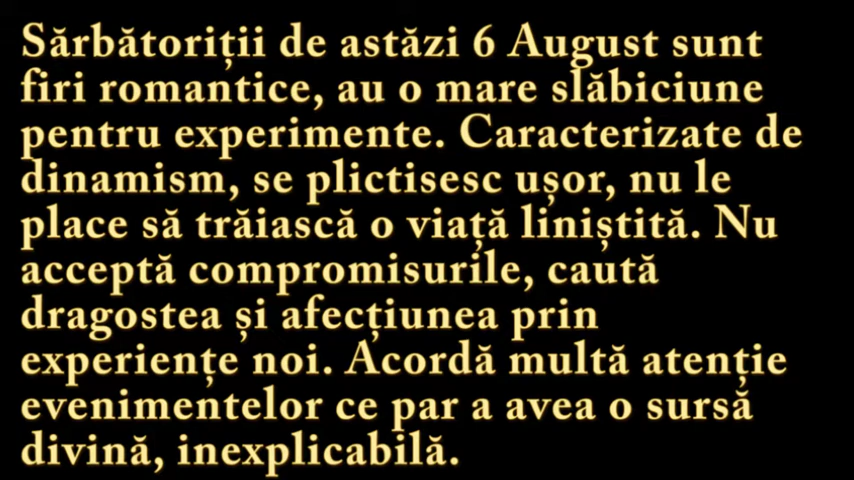 Sărbătoriții de astăzi 6 August sunt
firi romantice, au o mare slăbiciune
pentru experimente. Caracterizate de
dinamism, se plictisesc ușor, nu le
place să trăiască o viață liniștită. Nu
acceptă compromisurile, caută
dragostea și afecțiunea prin
experiențe noi. Acordă multă atenție
evenimentelor ce par a avea o sursă
divină, inexplicabilă.